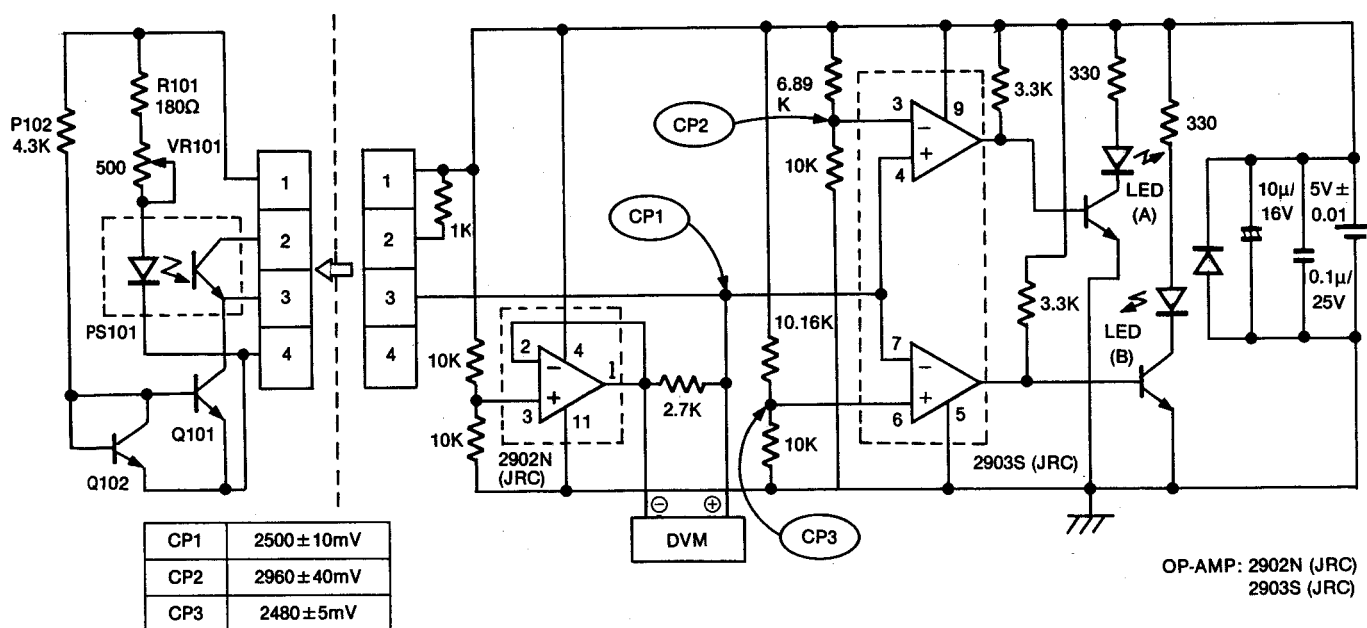 P102
4.3K
R101
180Ω
VR101
500
PS101
Q101
Q102
1
2
3
4
1
2
3
4
1K
10K
10K
2
3
4
11
1
2902N
(JRC)
2.7K
⊖ ⊕
DVM
CP1
CP2
CP3
6.89
K
10K
10.16K
10K
3
4
9
7
6
5
2903S (JRC)
3.3K
3.3K
330
330
LED
(A)
LED
(B)
10µ/
16V
5V±
0.01
0.1µ/
25V
CP1 2500±10mV
CP2 2960±40mV
CP3 2480±5mV
OP-AMP: 2902N (JRC)
2903S (JRC)